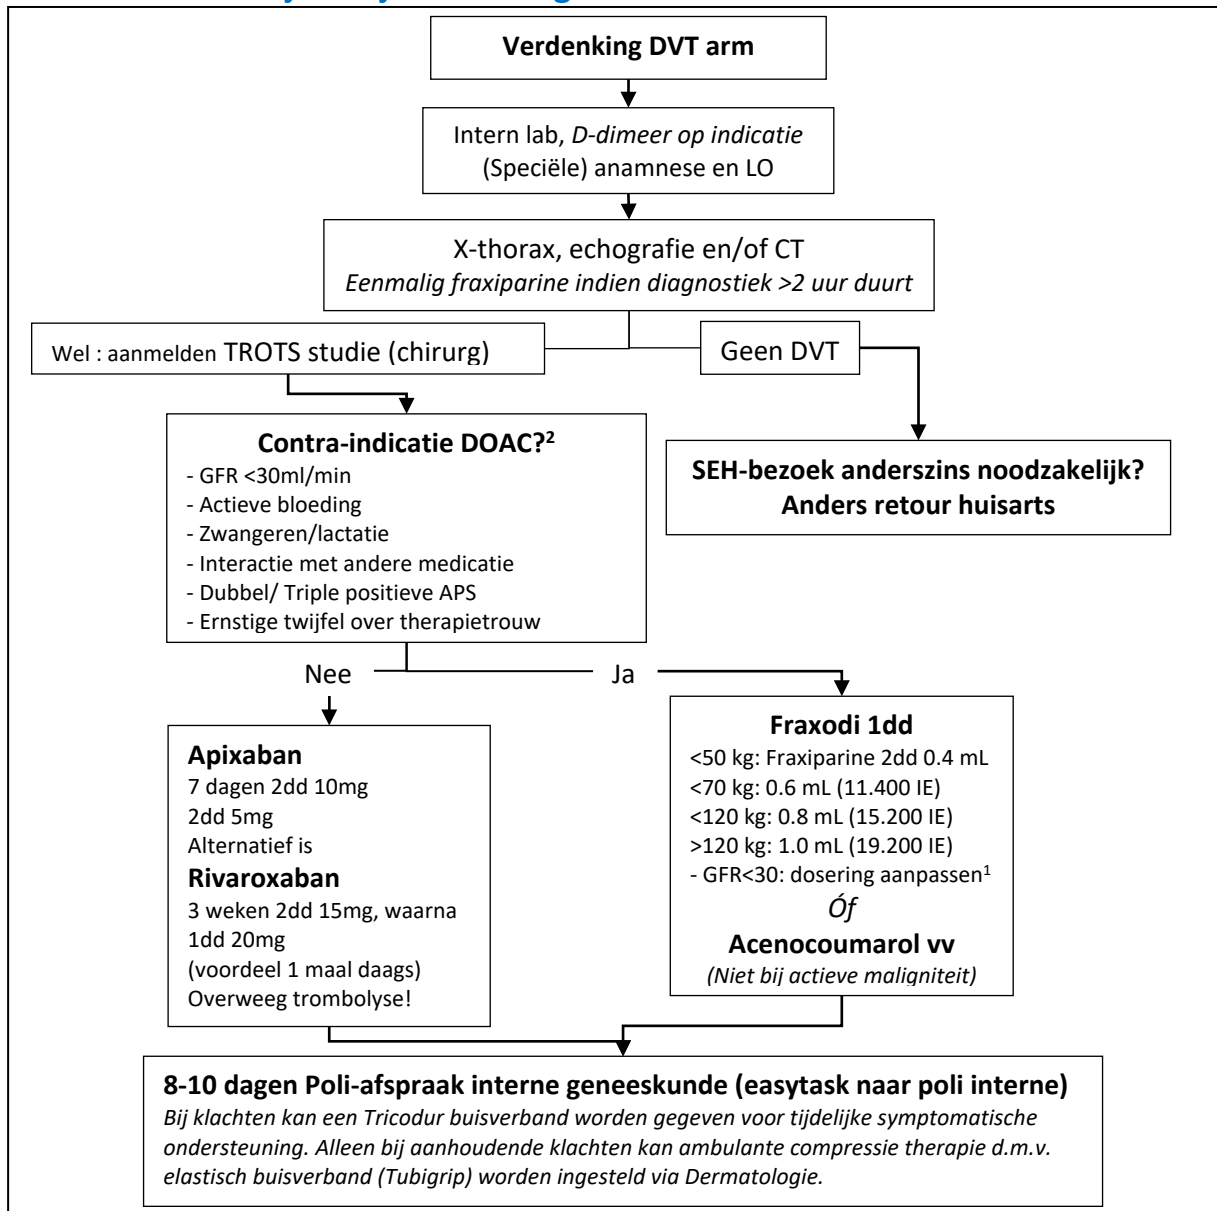 Verdenking DVT arm
Intern lab, D-dimeer op indicatie
(Speciële) anamnese en LO
X-thorax, echografie en/of CT
Eenmalig fraxiparine indien diagnostiek >2 uur duurt
Wel : aanmelden TROTS studie (chirurg)
Geen DVT
Contra-indicatie DOAC?²
- GFR <30ml/min
- Actieve bloeding
- Zwangeren/lactatie
- Interactie met andere medicatie
- Dubbel/ Triple positieve APS
- Ernstige twijfel over therapietrouw
SEH-bezoek anderszins noodzakelijk?
Anders retour huisarts
Nee
Ja
Apixaban
7 dagen 2dd 10mg
2dd 5mg
Alternatief is
Rivaroxaban
3 weken 2dd 15mg, waarna
1dd 20mg
(voordeel 1 maal daags)
Overweeg trombolyse!
Fraxodi 1dd
<50 kg: Fraxiparine 2dd 0.4 mL
<70 kg: 0.6 mL (11.400 IE)
<120 kg: 0.8 mL (15.200 IE)
>120 kg: 1.0 mL (19.200 IE)
- GFR<30: dosering aanpassen¹
Óf
Acenocoumarol vv
(Niet bij actieve maligniteit)
8-10 dagen Poli-afspraak interne geneeskunde (easytask naar poli interne)
Bij klachten kan een Tricodur buisverband worden gegeven voor tijdelijke symptomatische
ondersteuning. Alleen bij aanhoudende klachten kan ambulante compressie therapie d.m.v.
elastisch buisverband (Tubigrip) worden ingesteld via Dermatologie.